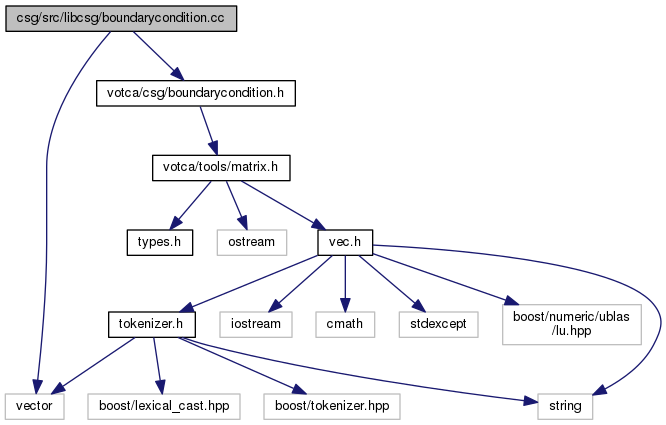 csg/src/libcsg/boundarycondition.cc
votca/csg/boundarycondition.h
votca/tools/matrix.h
types.h
ostream
vec.h
tokenizer.h
iostream
cmath
stdexcept
boost/numeric/ublas
/lu.hpp
vector
boost/lexical_cast.hpp
boost/tokenizer.hpp
string